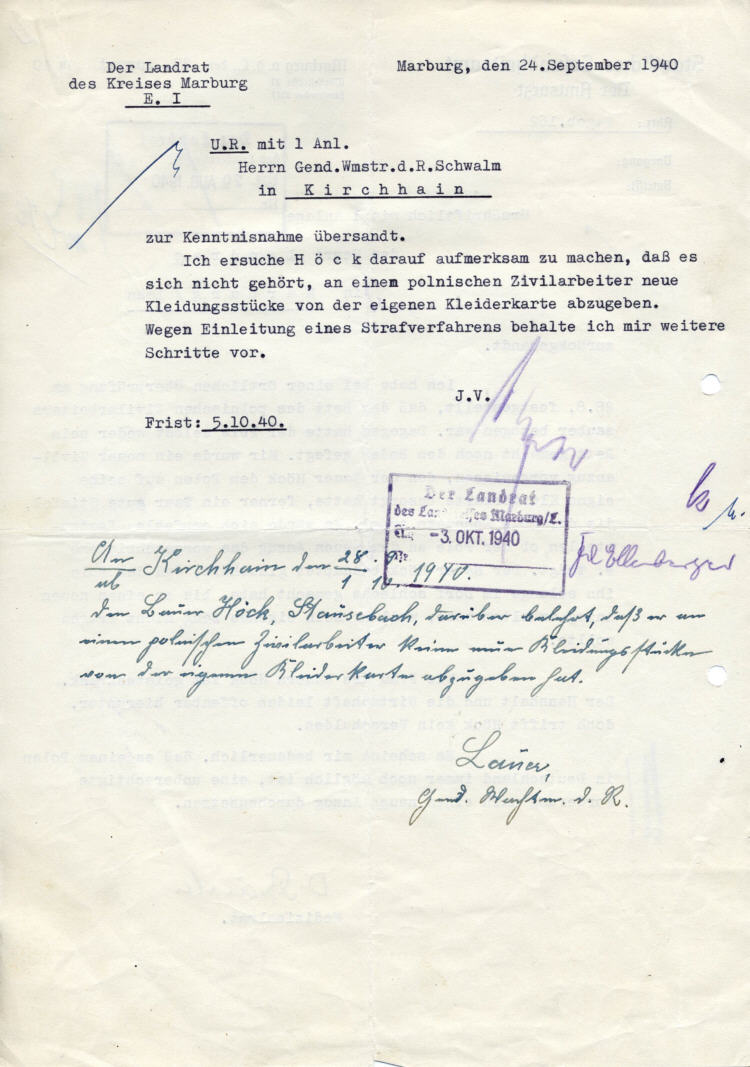 Der Landrat
des Kreises Marburg
E. I
Marburg, den 24.September 1940
U.R. mit 1 Anl.
Herrn Gend.Wmstr.d.R.Schwalm
in Kirchhain
zur Kenntnisnahme übersandt.
Ich ersuche Höck darauf aufmerksam zu machen, daß es
sich nicht gehört, an einem polnischen Zivilarbeiter neue
Kleidungsstücke von der eigenen Kleiderkarte abzugeben.
Wegen Einleitung eines Strafverfahrens behalte ich mir weitere
Schritte vor.
J.V.
Frist: 5.10.40.
Der Landrat
des Marburg/L.
-3. OKT. 1940
An Kirchhain den 28. 9.
ab 1 10. 1940.
den Bauer Höck, Stausebach, darüber belehrt, daß er an
einen polnischen Zivilarbeiter keine neue Kleidungsstücke
von der eigenen Kleiderkarte abzugeben hat.
Gend. Wachtm. d. R.